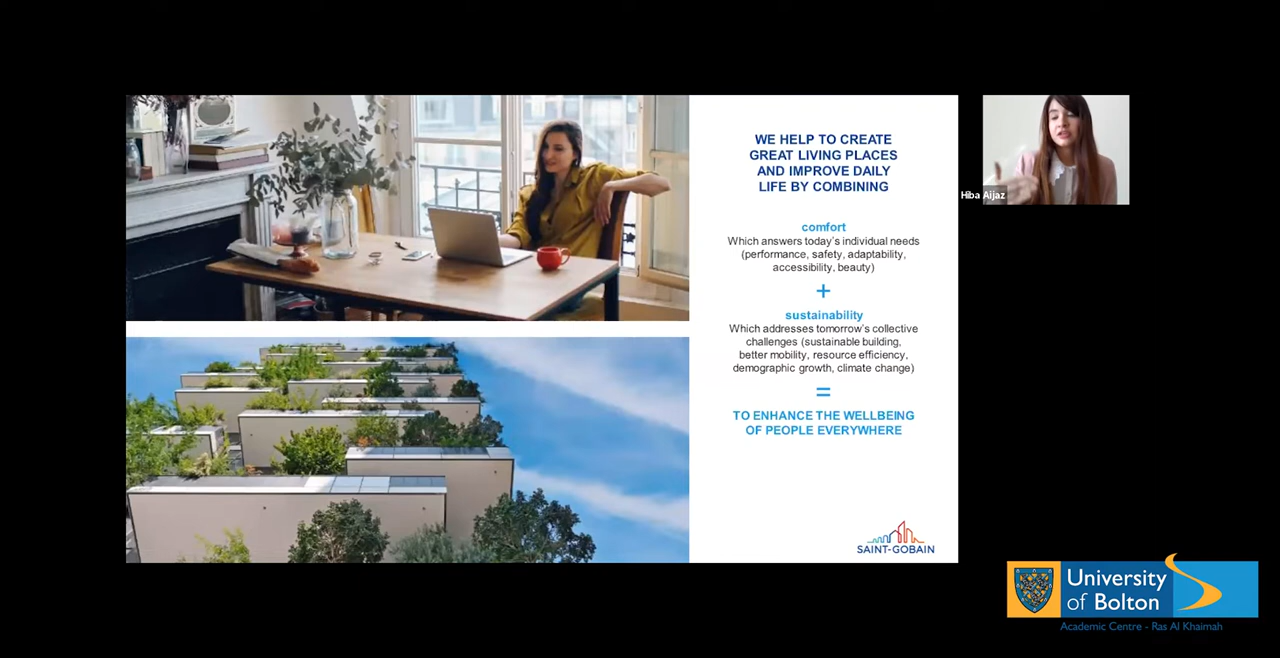 WE HELP TO CREATE
GREAT LIVING PLACES
AND IMPROVE DAILY
LIFE BY COMBINING
comfort
Which answers today's individual needs
(performance, safety, adaptability,
accessibility, beauty)
+
sustainability
Which addresses tomorrow's collective
challenges (sustainable building,
better mobility, resource efficiency,
demographic growth, climate change)
=
TO ENHANCE THE WELLBEING
OF PEOPLE EVERYWHERE
SAINT-GOBAIN
Hiba Aijaz
University
of Bolton
Academic Centre - Ras Al Khaimah